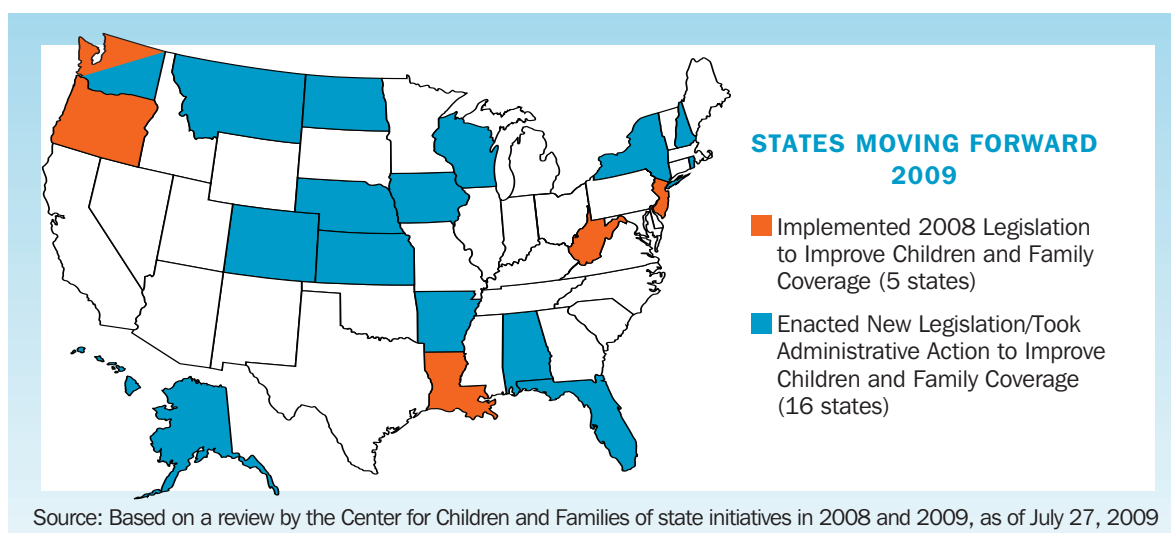 STATES MOVING FORWARD
2009
Implemented 2008 Legislation
to Improve Children and Family
Coverage (5 states)
Enacted New Legislation/Took
Administrative Action to Improve
Children and Family Coverage
(16 states)
Source: Based on a review by the Center for Children and Families of state initiatives in 2008 and 2009, as of July 27, 2009